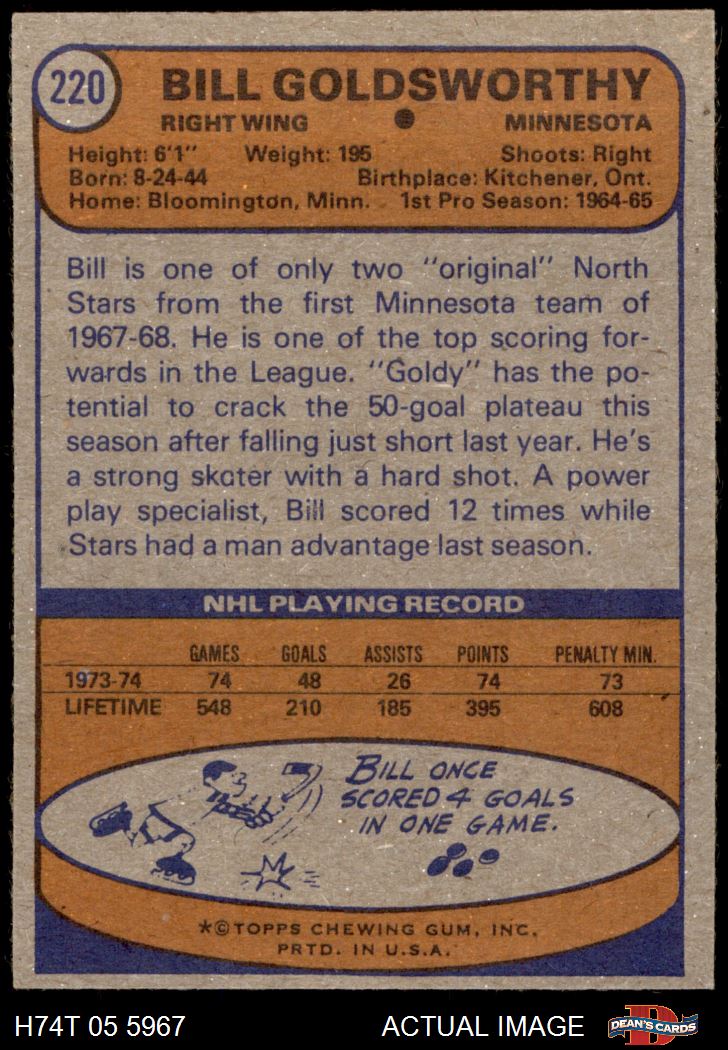 220
BILL GOLDSWORTHY
RIGHT WING ● MINNESOTA
Height: 6'1" Weight: 195 Shoots: Right
Born: 8-24-44 Birthplace: Kitchener, Ont.
Home: Bloomington, Minn. 1st Pro Season: 1964-65
Bill is one of only two "original" North
Stars from the first Minnesota team of
1967-68. He is one of the top scoring for-
wards in the League. "Goldy" has the po-
tential to crack the 50-goal plateau this
season after falling just short last year. He's
a strong skater with a hard shot. A power
play specialist, Bill scored 12 times while
Stars had a man advantage last season.
NHL PLAYING RECORD
GAMES GOALS ASSISTS POINTS PENALTY MIN.
1973-74 74 48 26 74 73
LIFETIME 548 210 185 395 608
BILL ONCE
SCORED 4 GOALS
IN ONE GAME.
*©TOPPS CHEWING GUM, INC.
PRTD. IN U.S.A.
H74T 05 5967 ACTUAL IMAGE DEAN'S CARDS